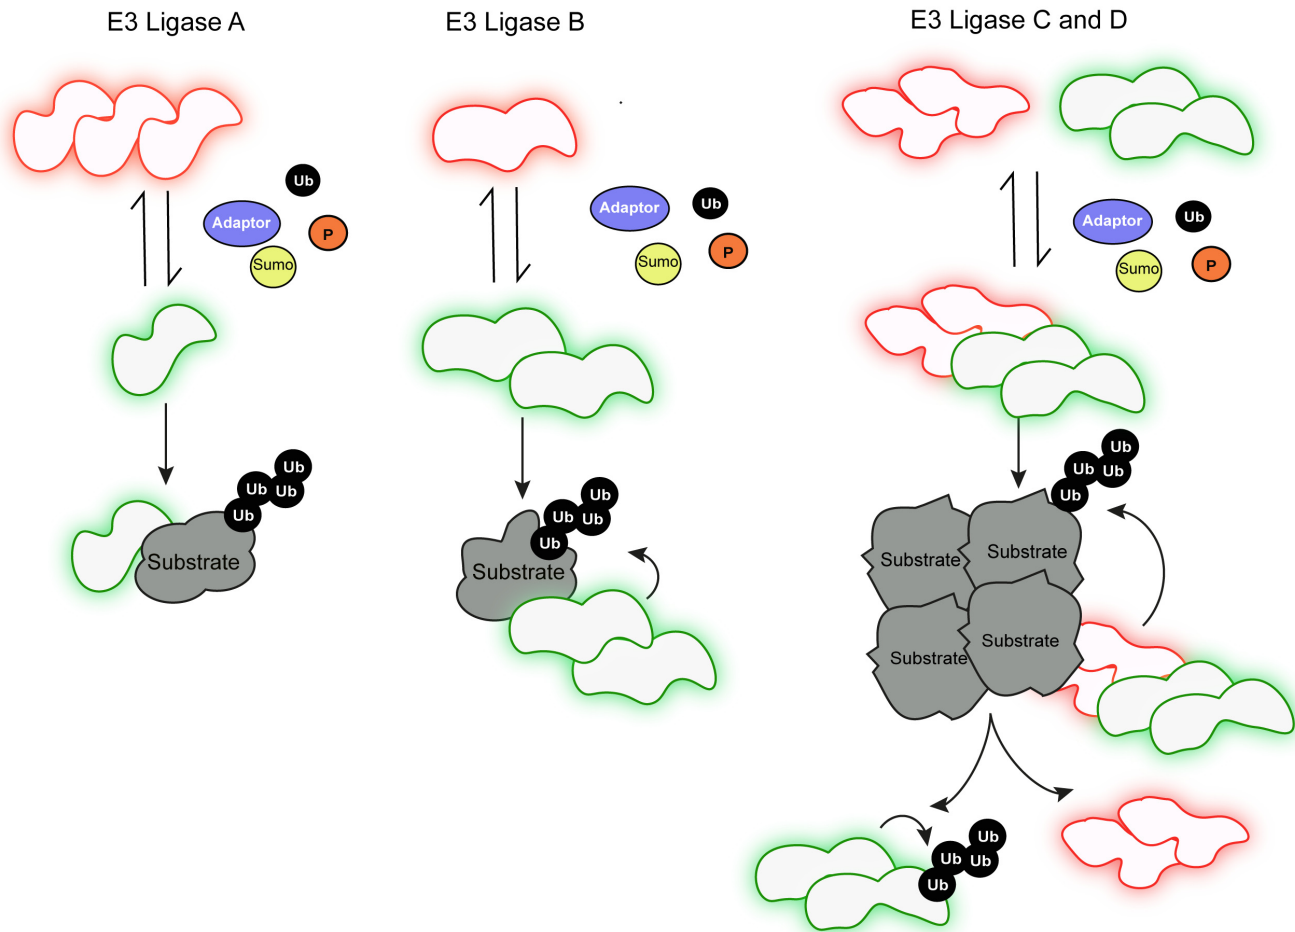 E3 Ligase A
E3 Ligase B
E3 Ligase C and D
Ub
Adaptor
P
Sumo
Adaptor
Ub
P
Sumo
Adaptor
Ub
P
Sumo
Ub
Ub
Ub
Ub
Substrate
Ub
Ub
Ub
Ub
Substrate
Ub
Ub
Ub
Ub
Substrate
Substrate
Substrate
Substrate
Ub
Ub
Ub
Ub